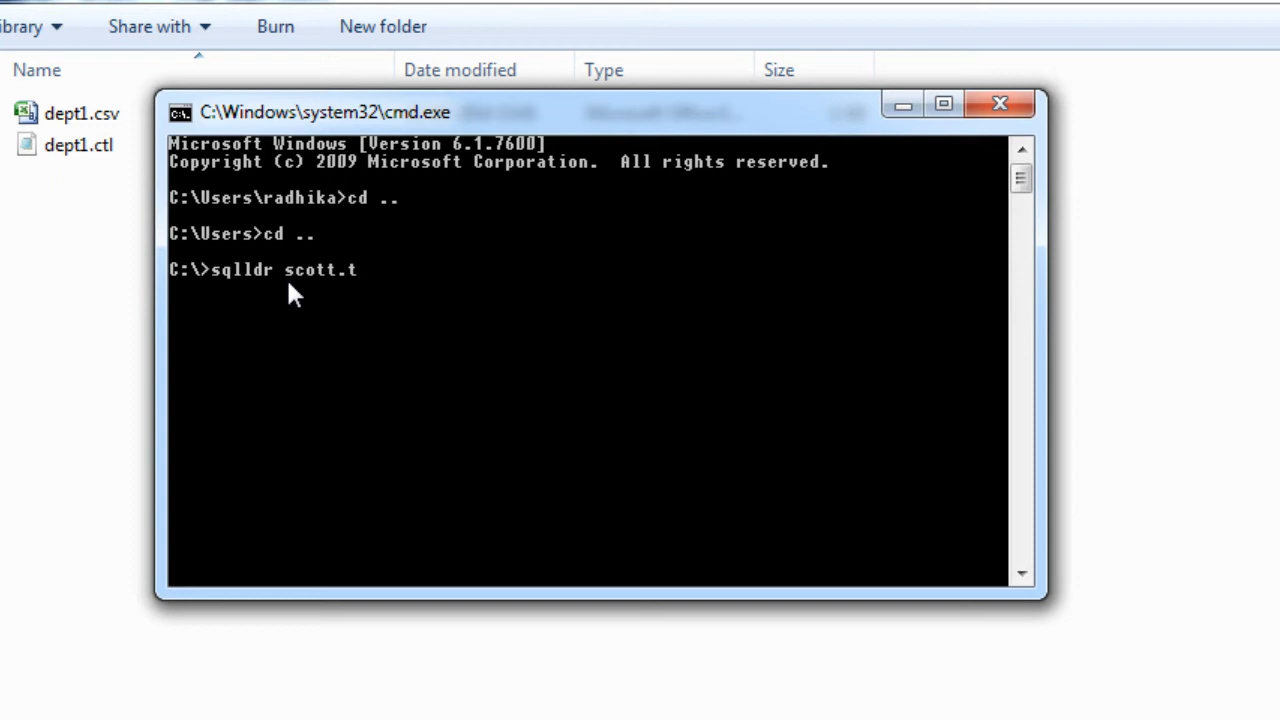 ibrary Share with Burn New folder
Name Date modified Type Size
dept1.csv
dept1.ctl
C:\Windows\system32\cmd.exe
Microsoft Windows [Version 6.1.7600]
Copyright (c) 2009 Microsoft Corporation. All rights reserved.
C:\Users\radhika>cd ..
C:\Users>cd ..
C:\>sqlldr scott.t